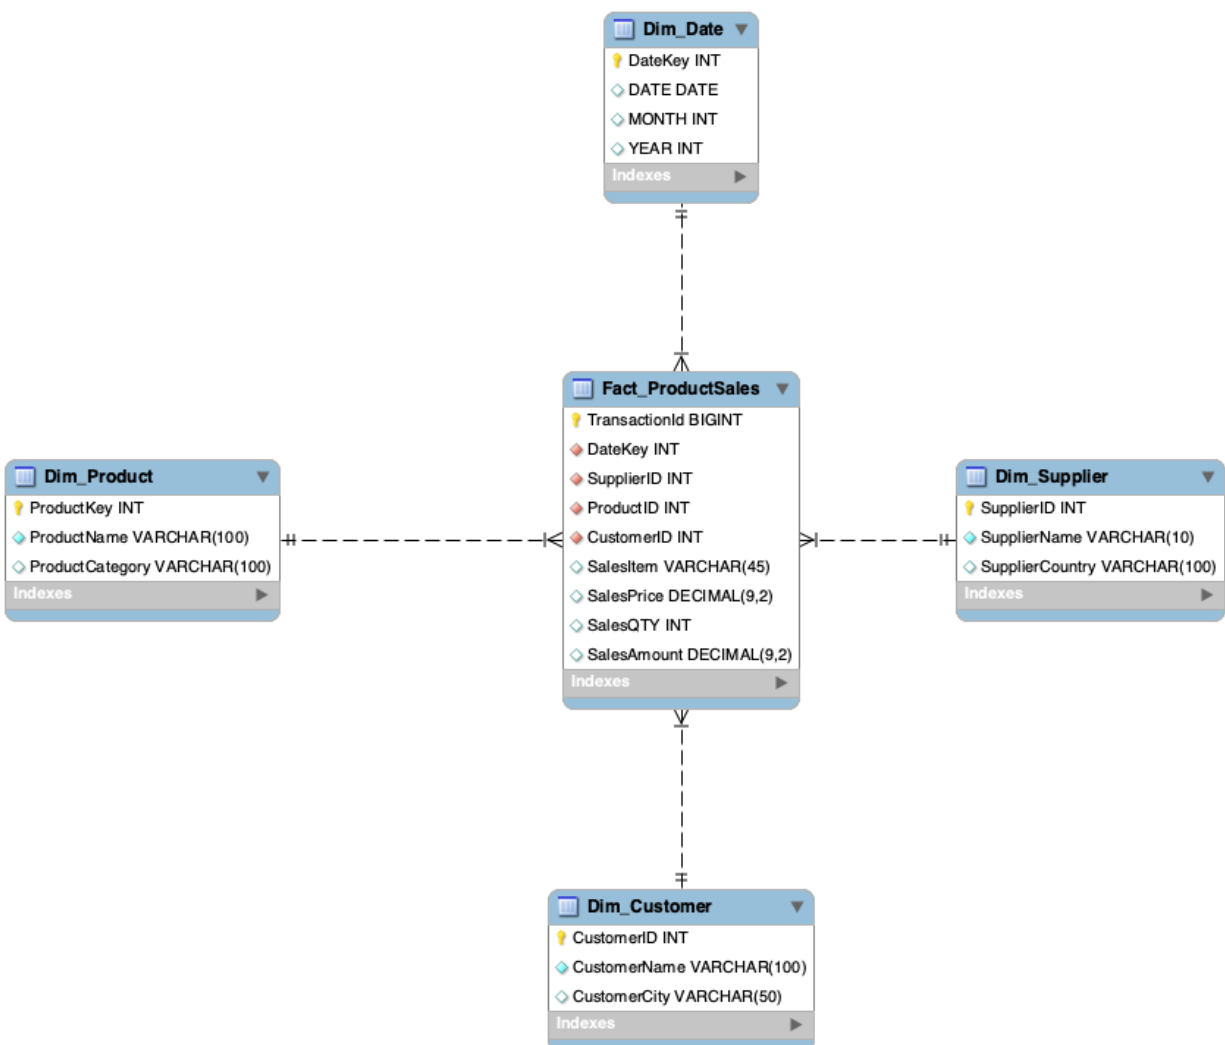 Dim_Date
DateKey INT
DATE DATE
MONTH INT
YEAR INT
Indexes
Fact_ProductSales
TransactionId BIGINT
DateKey INT
SupplierID INT
ProductID INT
CustomerID INT
SalesItem VARCHAR(45)
SalesPrice DECIMAL(9,2)
SalesQTY INT
SalesAmount DECIMAL(9,2)
Indexes
Dim_Product
ProductKey INT
ProductName VARCHAR(100)
ProductCategory VARCHAR(100)
Indexes
Dim_Supplier
SupplierID INT
SupplierName VARCHAR(10)
SupplierCountry VARCHAR(100)
Indexes
Dim_Customer
CustomerID INT
CustomerName VARCHAR(100)
CustomerCity VARCHAR(50)
Indexes